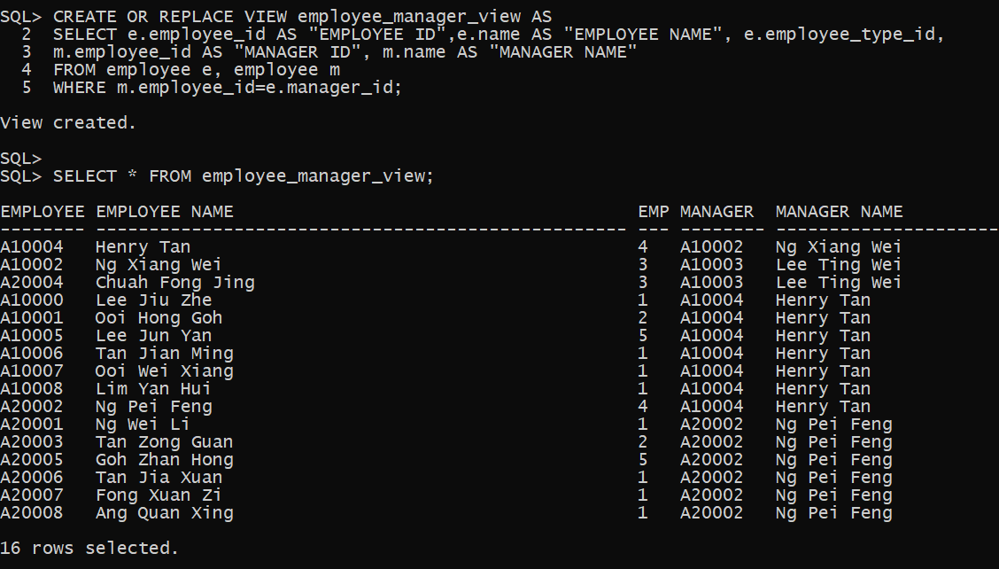 SQL> CREATE OR REPLACE VIEW employee_manager_view AS
  2  SELECT e.employee_id AS "EMPLOYEE ID",e.name AS "EMPLOYEE NAME", e.employee_type_id,
  3  m.employee_id AS "MANAGER ID", m.name AS "MANAGER NAME"
  4  FROM employee e, employee m
  5  WHERE m.employee_id=e.manager_id;
View created.
SQL>
SQL> SELECT * FROM employee_manager_view;
EMPLOYEE EMPLOYEE NAME                                      EMP MANAGER  MANAGER NAME
-------- -------------------------------------------------- --- -------- ---------------------
A10004   Henry Tan                                          4   A10002   Ng Xiang Wei
A10002   Ng Xiang Wei                                       3   A10003   Lee Ting Wei
A20004   Chuah Fong Jing                                    3   A10003   Lee Ting Wei
A10000   Lee Jiu Zhe                                        1   A10004   Henry Tan
A10001   Ooi Hong Goh                                       2   A10004   Henry Tan
A10005   Lee Jun Yan                                        5   A10004   Henry Tan
A10006   Tan Jian Ming                                      1   A10004   Henry Tan
A10007   Ooi Wei Xiang                                      1   A10004   Henry Tan
A10008   Lim Yan Hui                                        1   A10004   Henry Tan
A20002   Ng Pei Feng                                        4   A10004   Henry Tan
A20001   Ng Wei Li                                          1   A20002   Ng Pei Feng
A20003   Tan Zong Guan                                      2   A20002   Ng Pei Feng
A20005   Goh Zhan Hong                                      5   A20002   Ng Pei Feng
A20006   Tan Jia Xuan                                       1   A20002   Ng Pei Feng
A20007   Fong Xuan Zi                                       1   A20002   Ng Pei Feng
A20008   Ang Quan Xing                                      1   A20002   Ng Pei Feng
16 rows selected.